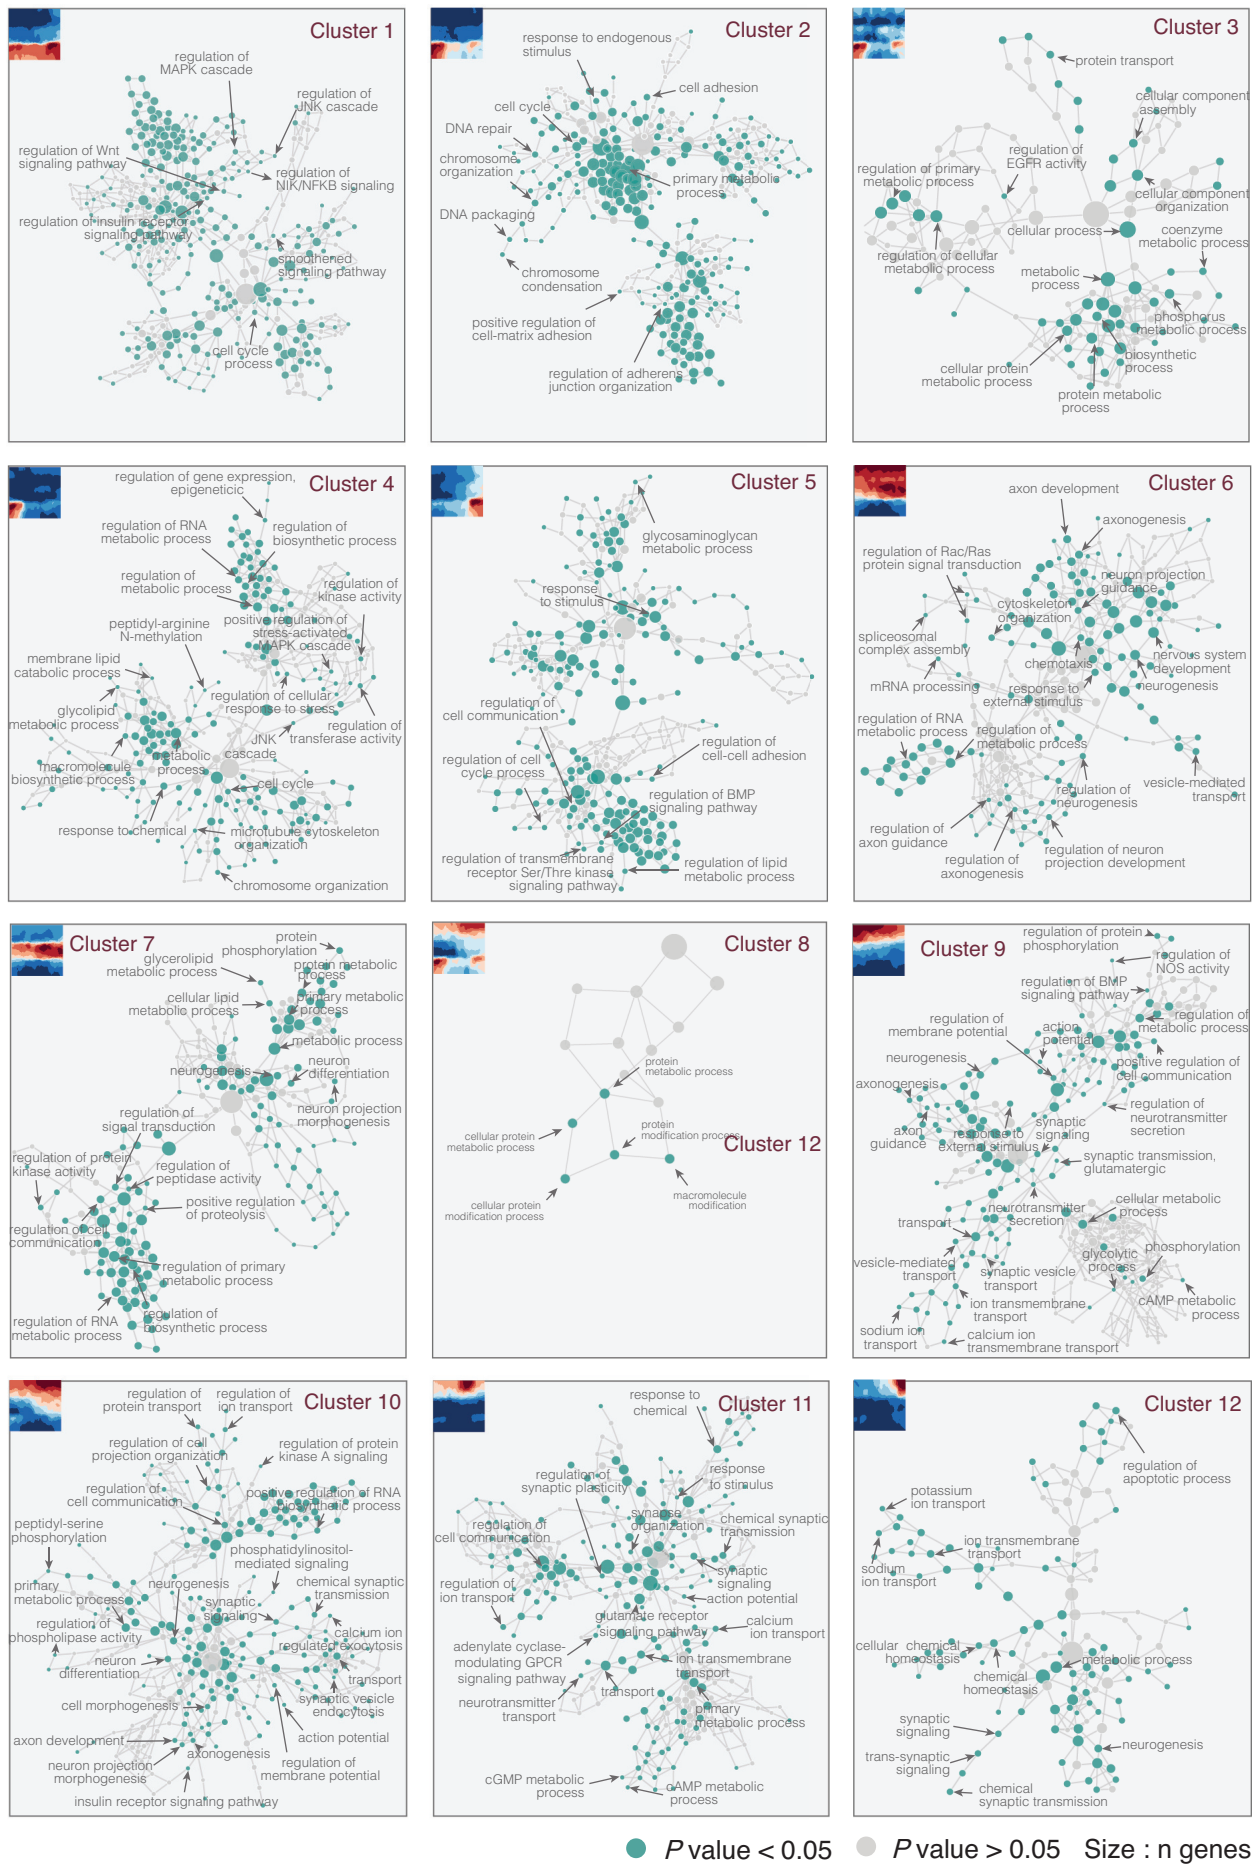 Cluster 1
regulation of
MAPK cascade
regulation of
JNK cascade
regulation of Wnt
signaling pathway
regulation of
NIK/NFKB signaling
regulation of insulin receptor
signaling pathway
smoothened
signaling pathway
cell cycle
process
Cluster 2
response to endogenous
stimulus
cell adhesion
cell cycle
DNA repair
chromosome
organization
primary metabolic
process
DNA packaging
chromosome
condensation
positive regulation of
cell-matrix adhesion
regulation of adherens
junction organization
Cluster 3
protein transport
cellular component
assembly
regulation of
EGFR activity
regulation of primary
metabolic process
cellular component
organization
cellular process
coenzyme
metabolic process
regulation of cellular
metabolic process
metabolic
process
phosphorus
metabolic process
biosynthetic
process
cellular protein
metabolic process
protein metabolic
process
Cluster 4
regulation of gene expression,
epigeneticic
regulation of RNA
metabolic process
regulation of
biosynthetic process
regulation of
metabolic process
regulation of
kinase activity
peptidyl-arginine
N-methylation
positive regulation of
stress-activated
MAPK cascade
membrane lipid
catabolic process
regulation of cellular
response to stress
glycolipid
metabolic process
regulation of
transferase activity
JNK
cascade
metabolic
process
macromolecule
biosynthetic process
cell cycle
response to chemical
microtubule cytoskeleton
organization
chromosome organization
Cluster 5
glycosaminoglycan
metabolic process
response
to stimulus
regulation of
cell communication
regulation of
cell-cell adhesion
regulation of cell
cycle process
regulation of BMP
signaling pathway
regulation of transmembrane
receptor Ser/Thre kinase
signaling pathway
regulation of lipid
metabolic process
Cluster 6
axon development
axonogenesis
regulation of Rac/Ras
protein signal transduction
neuron projection
guidance
cytoskeleton
organization
spliceosomal
complex assembly
chemotaxis
nervous system
development
mRNA processing
response to
external stimulus
neurogenesis
regulation of RNA
metabolic process
regulation of
metabolic process
vesicle-mediated
transport
regulation of
neurogenesis
regulation of
axon guidance
regulation of
axonogenesis
regulation of neuron
projection development
Cluster 7
protein
phosphorylation
glycerolipid
metabolic process
protein metabolic
process
cellular lipid
metabolic process
primary metabolic
process
metabolic process
neurogenesis
neuron
differentiation
neuron projection
morphogenesis
regulation of
signal transduction
regulation of protein
kinase activity
regulation of
peptidase activity
positive regulation
of proteolysis
regulation of cell
communication
regulation of primary
metabolic process
regulation of RNA
metabolic process
regulation of
biosynthetic process
Cluster 8
protein
metabolic process
cellular protein
metabolic process
protein
modification process
Cluster 12
cellular protein
modification process
macromolecule
modification
Cluster 9
regulation of protein
phosphorylation
regulation of
NOS activity
regulation of BMP
signaling pathway
regulation of
membrane potential
action
potential
regulation of
metabolic process
neurogenesis
positive regulation of
cell communication
axonogenesis
regulation of
neurotransmitter
secretion
axon
guidance
response to
external stimulus
synaptic
signaling
synaptic transmission,
glutamatergic
neurotransmitter
secretion
cellular metabolic
process
transport
phosphorylation
glycolytic
process
vesicle-mediated
transport
synaptic vesicle
transport
cAMP metabolic
process
ion transmembrane
transport
sodium ion
transport
calcium ion
transmembrane transport
Cluster 10
regulation of
protein transport
regulation of
ion transport
regulation of cell
projection organization
regulation of protein
kinase A signaling
regulation of
cell communication
positive regulation of RNA
biosynthetic process
peptidyl-serine
phosphorylation
phosphatidylinositol-
mediated signaling
primary
metabolic process
neurogenesis
chemical synaptic
transmission
synaptic
signaling
regulation of
phospholipase activity
calcium ion
regulated exocytosis
neuron
differentiation
transport
cell morphogenesis
synaptic vesicle
endocytosis
axon development
action potential
axonogenesis
neuron projection
morphogenesis
regulation of
membrane potential
insulin receptor signaling pathway
Cluster 11
response to
chemical
regulation of
synaptic plasticity
response
to stimulus
synapse
organization
chemical synaptic
transmission
regulation of
cell communication
synaptic
signaling
regulation of
ion transport
action potential
glutamate receptor
signaling pathway
calcium
ion transport
adenylate cyclase-
modulating GPCR
signaling pathway
ion transmembrane
transport
transport
neurotransmitter
transport
primary
metabolic process
cGMP metabolic
process
cAMP metabolic
process
Cluster 12
regulation of
apoptotic process
potassium
ion transport
ion transmembrane
transport
sodium
ion transport
cellular chemical
homeostasis
metabolic process
chemical
homeostasis
synaptic
signaling
neurogenesis
trans-synaptic
signaling
chemical
synaptic transmission
P value < 0.05 P value > 0.05 Size : n genes